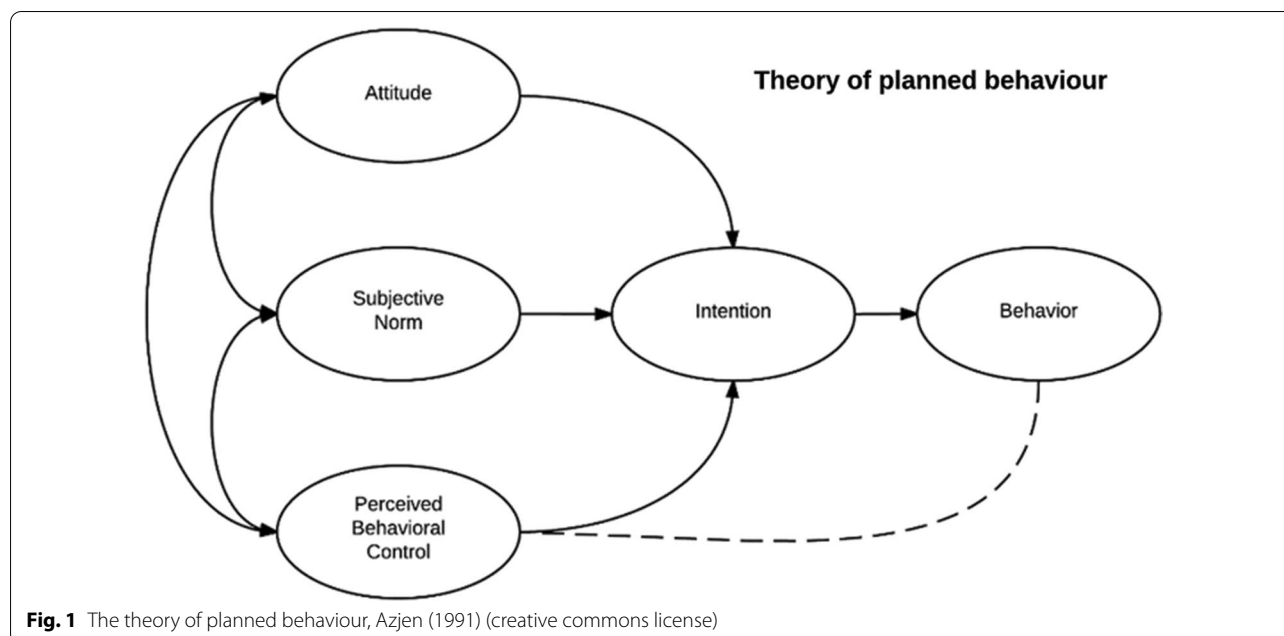 Theory of planned behaviour
Attitude
Subjective
Norm
Intention
Behavior
Perceived
Behavioral
Control
Fig. 1 The theory of planned behaviour, Azjen (1991) (creative commons license)